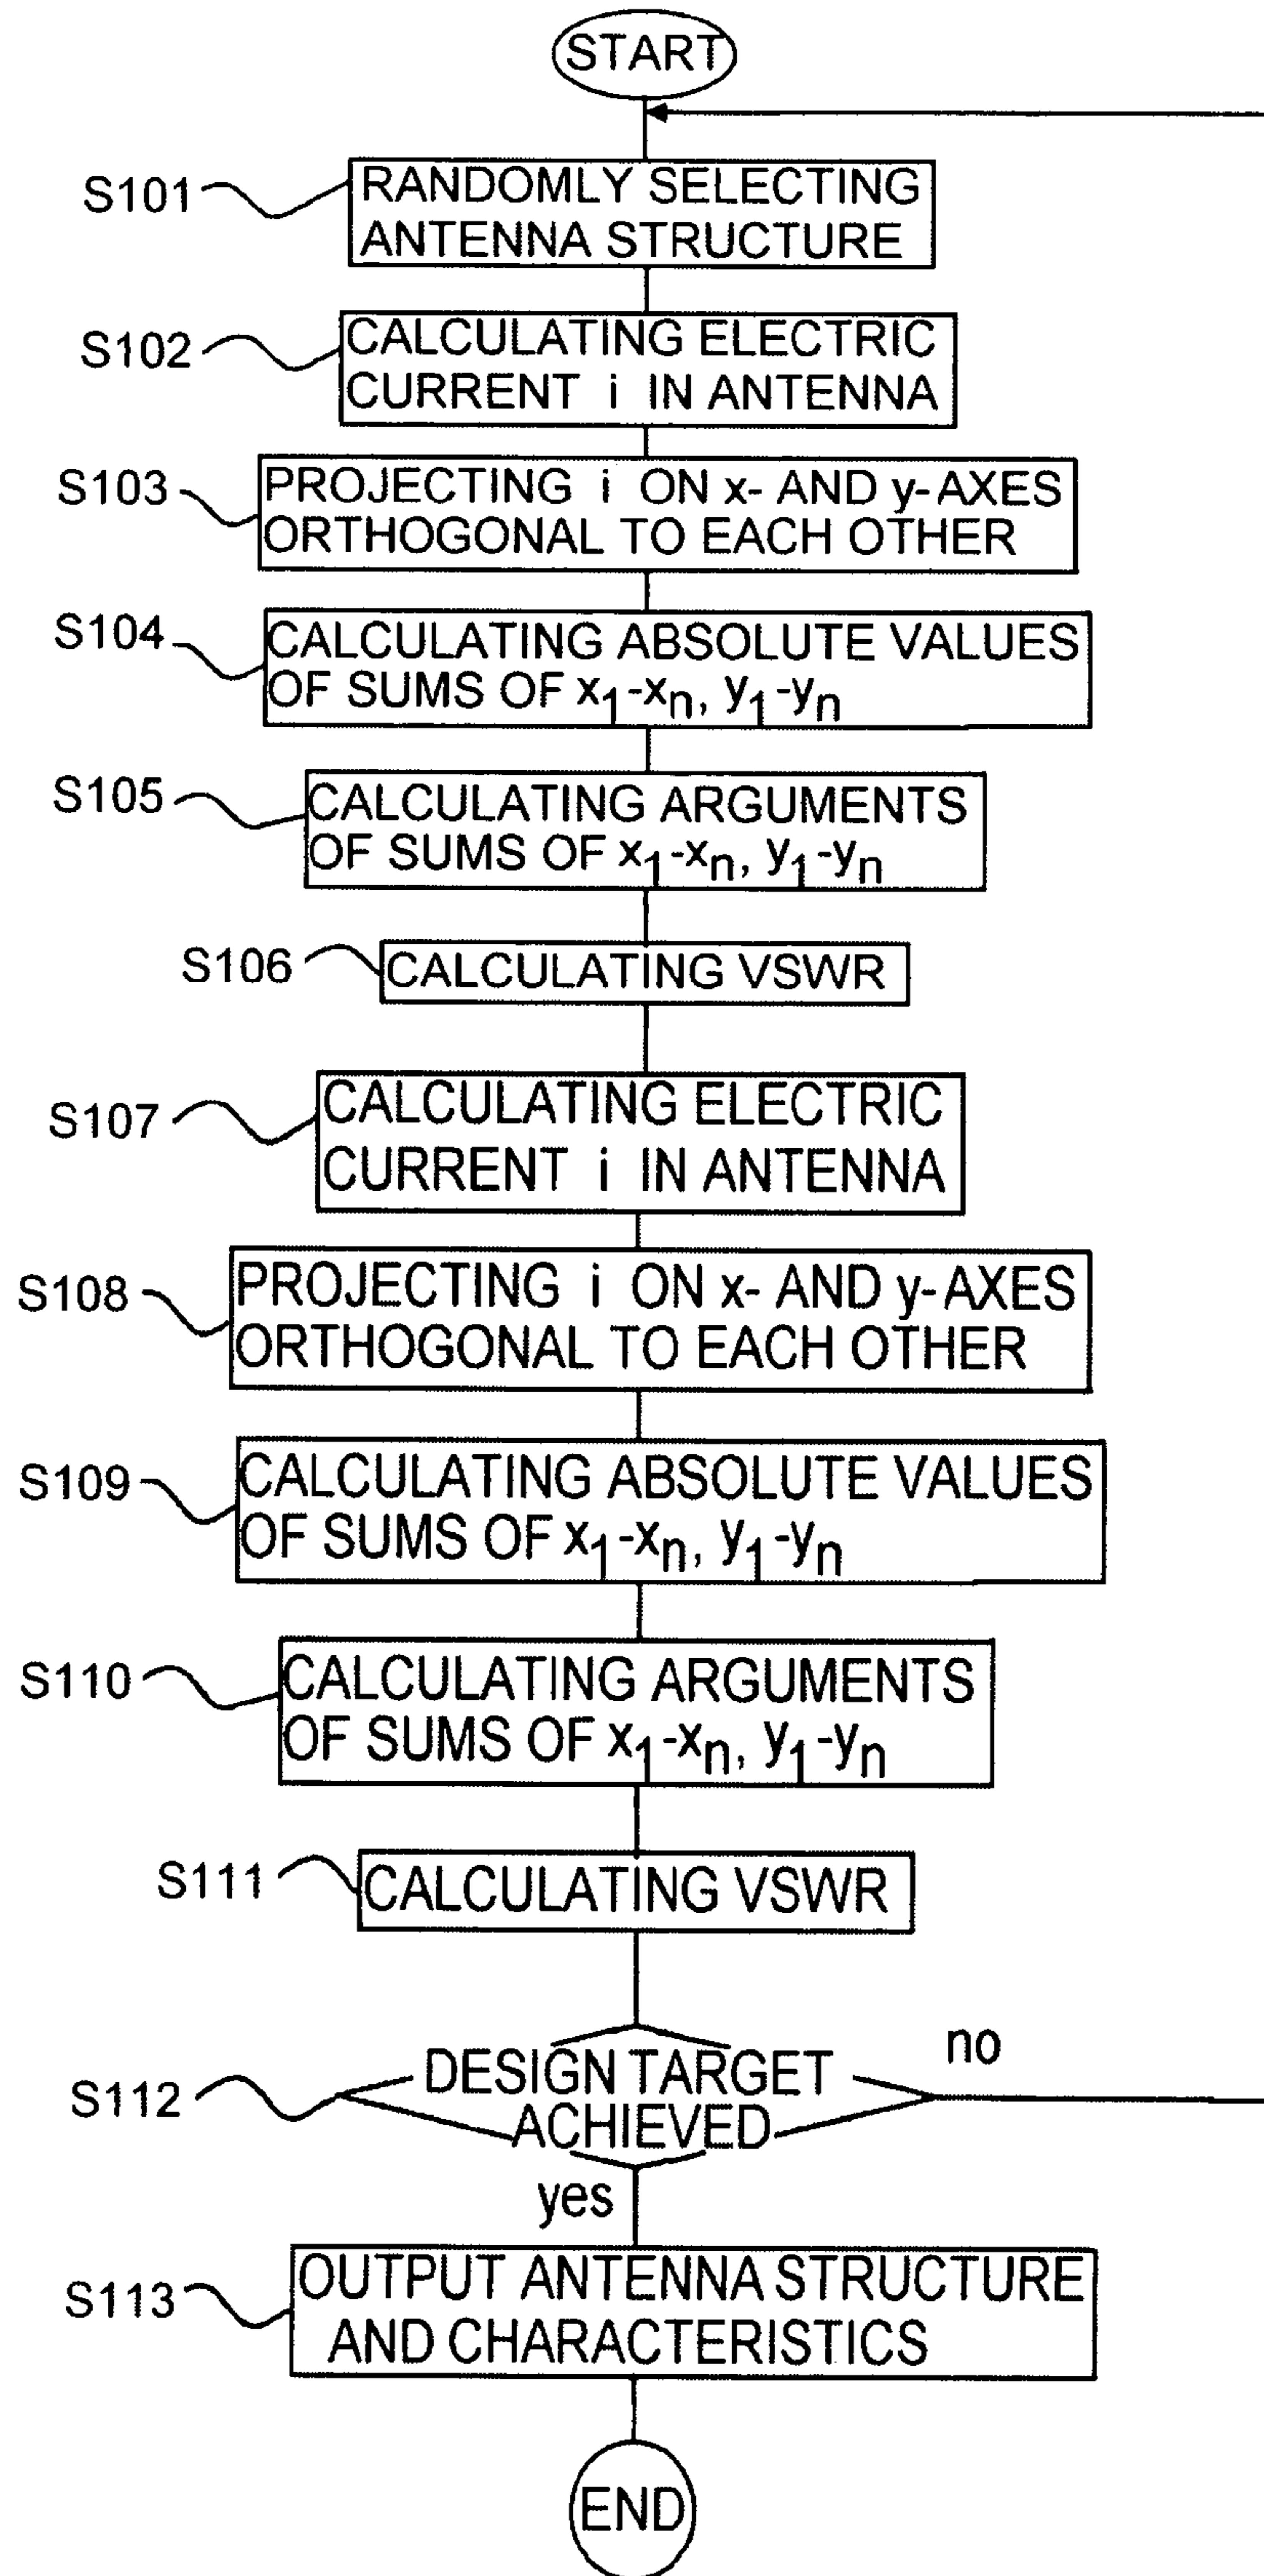 START
S101
RANDOMLY SELECTING
ANTENNA STRUCTURE
S102
CALCULATING ELECTRIC
CURRENT i IN ANTENNA
S103
PROJECTING i ON x- AND y-AXES
ORTHOGONAL TO EACH OTHER
S104
CALCULATING ABSOLUTE VALUES
OF SUMS OF x1-xn, y1-yn
S105
CALCULATING ARGUMENTS
OF SUMS OF x1-xn, y1-yn
S106
CALCULATING VSWR
S107
CALCULATING ELECTRIC
CURRENT i IN ANTENNA
S108
PROJECTING i ON x- AND y-AXES
ORTHOGONAL TO EACH OTHER
S109
CALCULATING ABSOLUTE VALUES
OF SUMS OF x1-xn, y1-yn
S110
CALCULATING ARGUMENTS
OF SUMS OF x1-xn, y1-yn
S111
CALCULATING VSWR
S112
DESIGN TARGET
ACHIEVED
no
yes
S113
OUTPUT ANTENNA STRUCTURE
AND CHARACTERISTICS
END